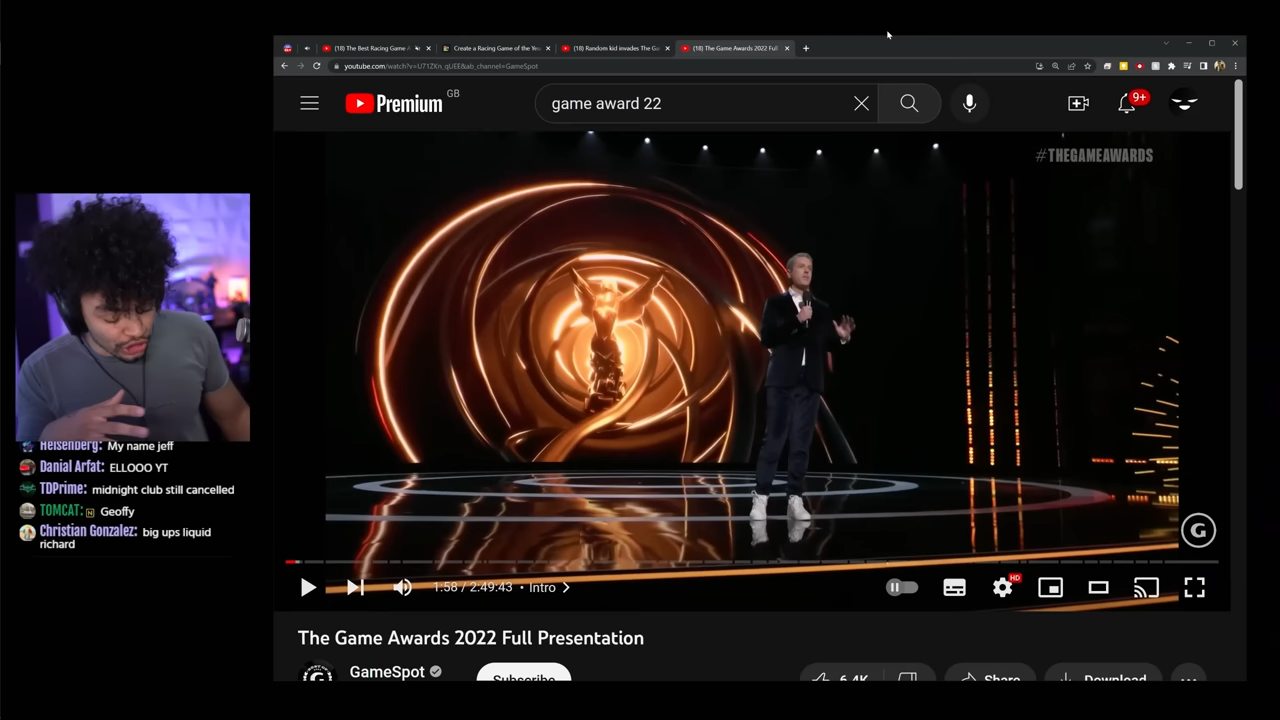 (18) The Best Racing Game A
Create a Racing Game of the Yea
(18) Random kid invades The Ga
(18) The Game Awards 2022 Full
youtube.com/watch?v=U71ZKn_qUEE&ab_channel=GameSpot
Premium GB
game award 22
9+
#THEGAMEAWARDS
Heisenberg: My name jeff
Danial Arfat: ELLOOO YT
TDPrime: midnight club still cancelled
TOMCAT: N Geoffy
Christian Gonzalez: big ups liquid
richard
G
1:58 / 2:49:43 • Intro
HD
The Game Awards 2022 Full Presentation
GameSpot
Subscribe
6.4K
Share
Download